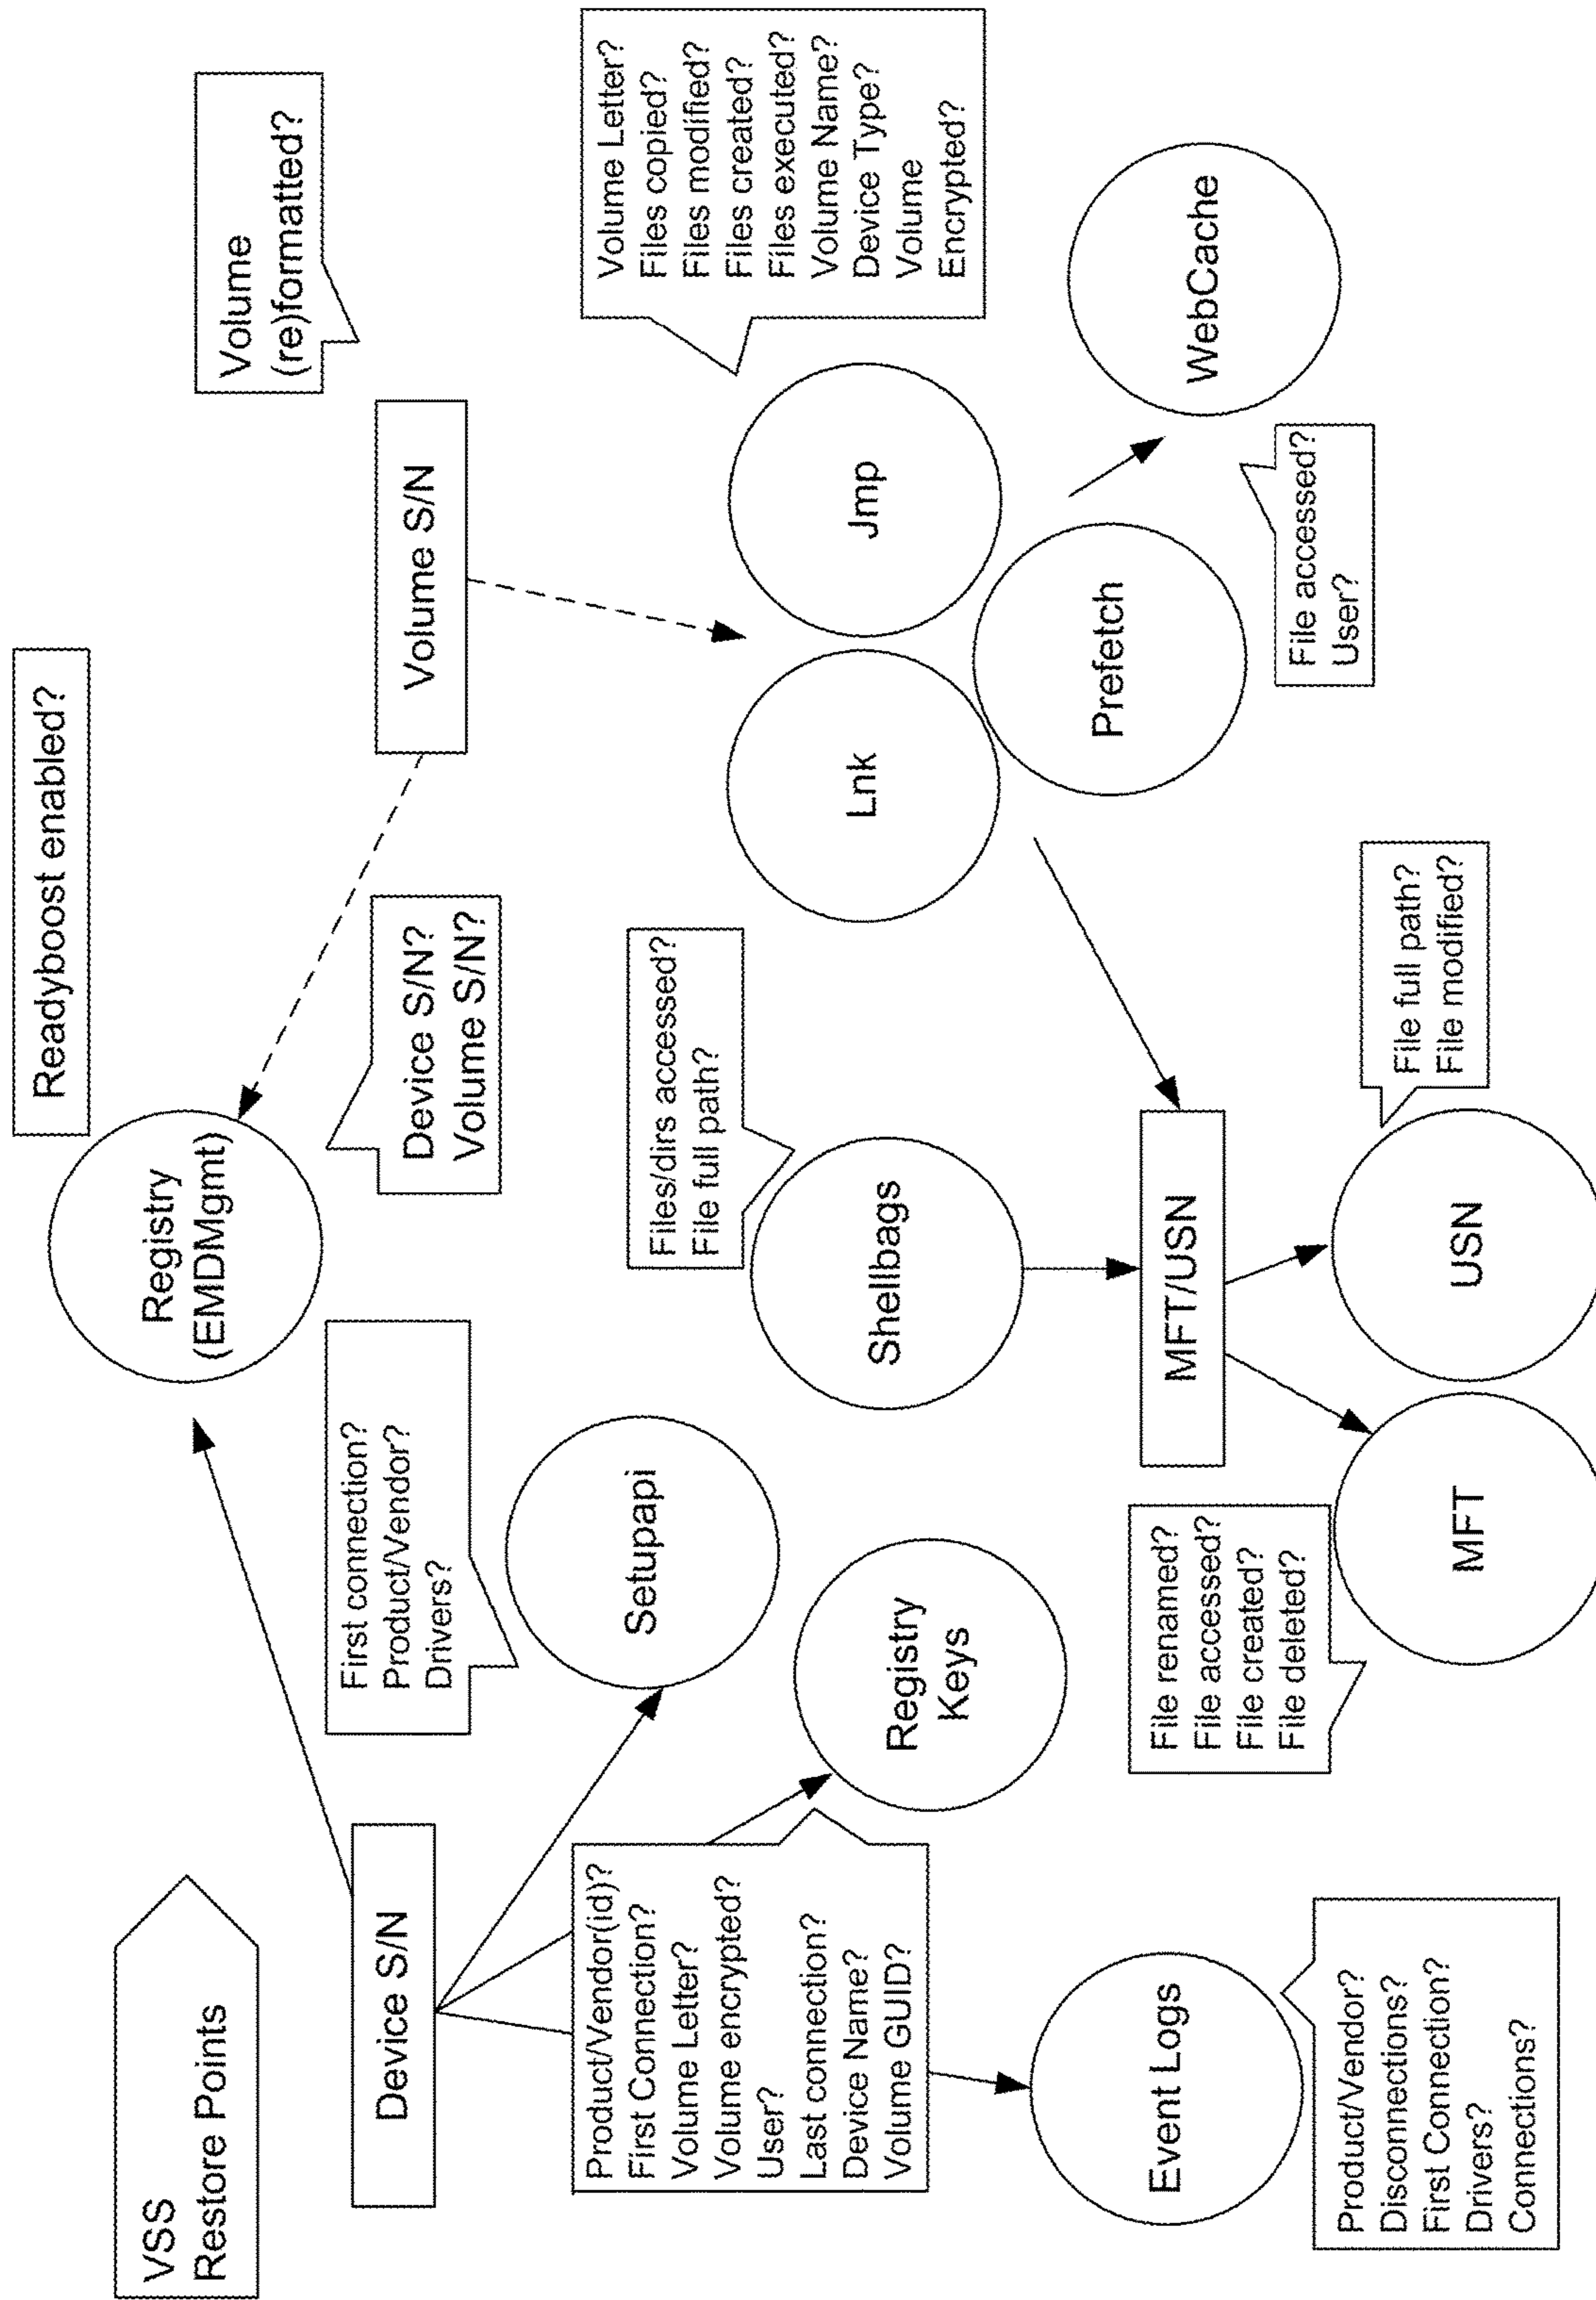 VSS
Restore Points
Readyboost enabled?
Registry
(EMDMgmt)
Volume
(re)formatted?
Device S/N
First connection?
Product/Vendor?
Drivers?
Device S/N?
Volume S/N?
Volume S/N
Setupapi
Files/dirs accessed?
File full path?
Volume Letter?
Files copied?
Files modified?
Files created?
Files executed?
Volume Name?
Device Type?
Volume
Encrypted?
Product/Vendor(id)?
First Connection?
Volume Letter?
Volume encrypted?
User?
Last connection?
Device Name?
Volume GUID?
Registry
Keys
Shellbags
Lnk
Jmp
Prefetch
WebCache
Event Logs
File renamed?
File accessed?
File created?
File deleted?
MFT/USN
File accessed?
User?
Product/Vendor?
Disconnections?
First Connection?
Drivers?
Connections?
MFT
USN
File full path?
File modified?